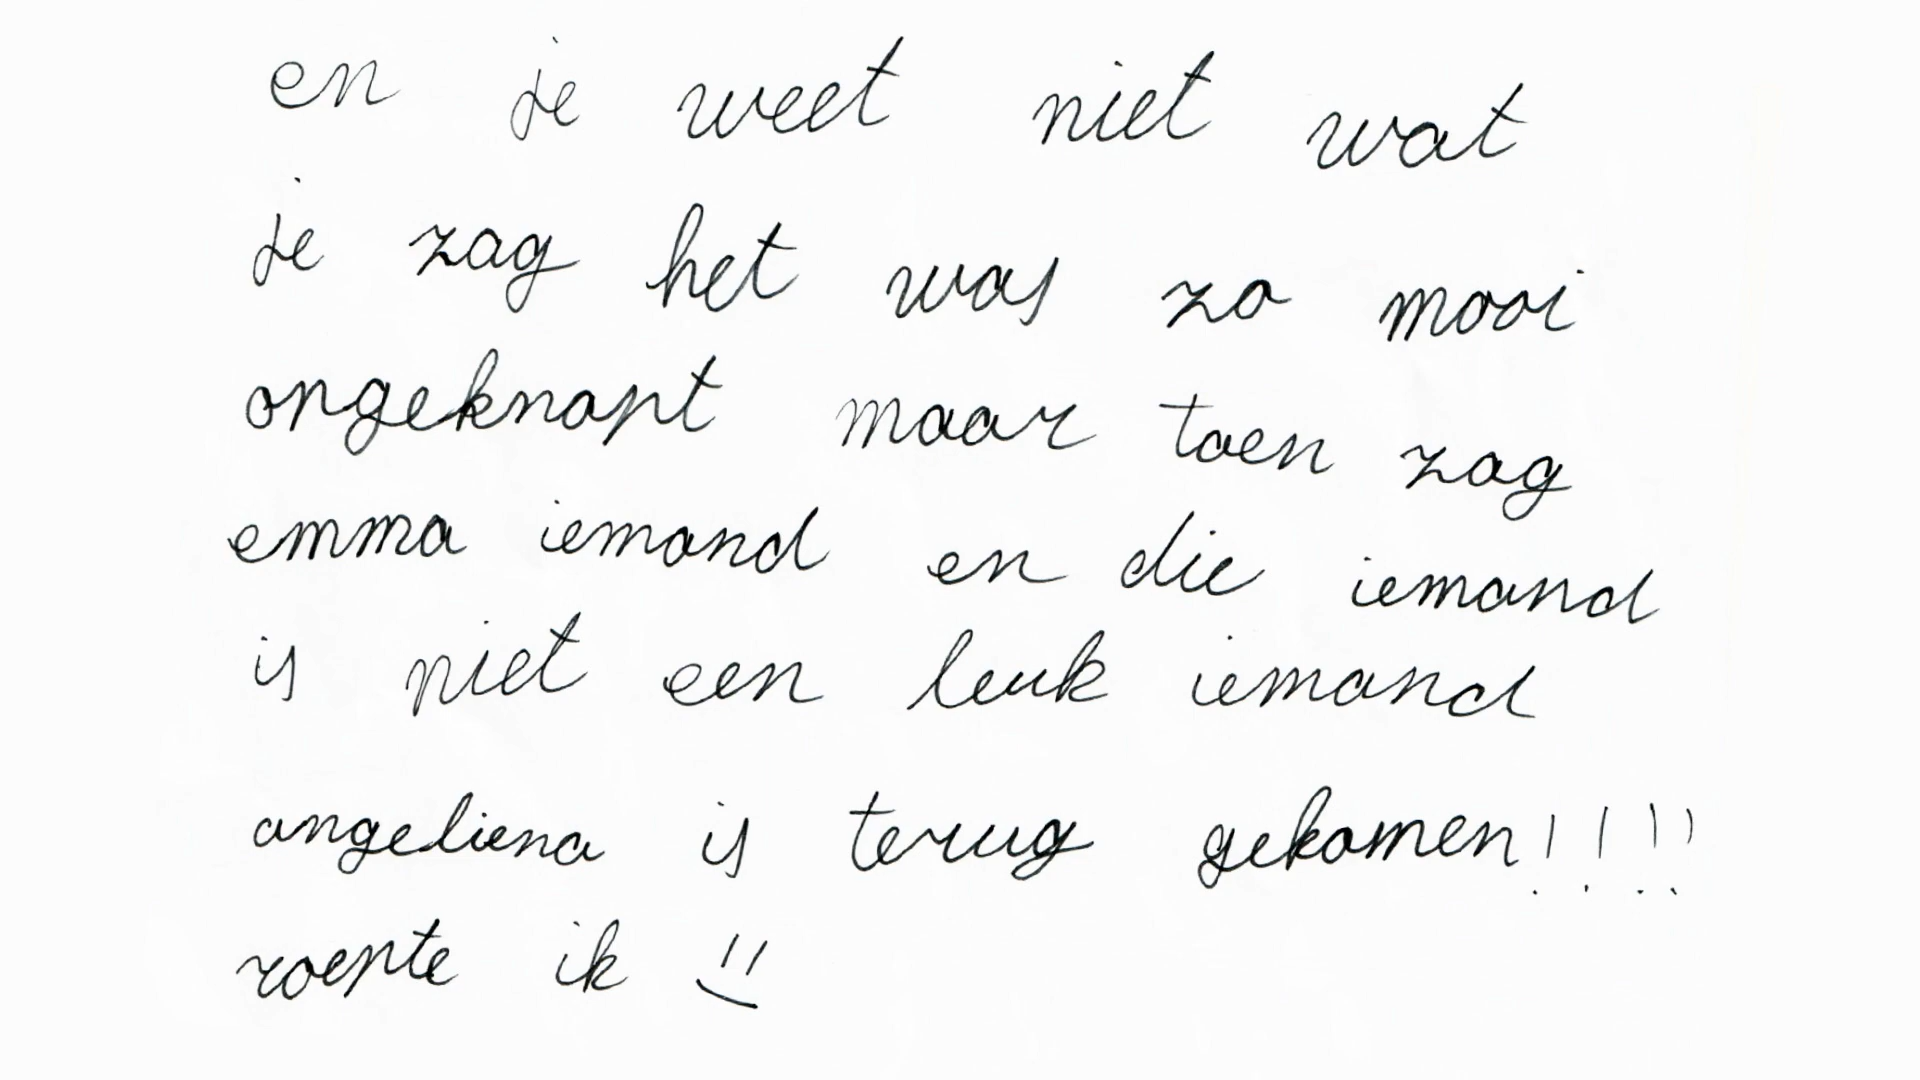 en je weet niet wat
je zag het was zo mooi
opgeknapt maar toen zag
emma iemand en die iemand
is niet een leuk iemand
angeliena is terug gekomen!!!!
roepte ik